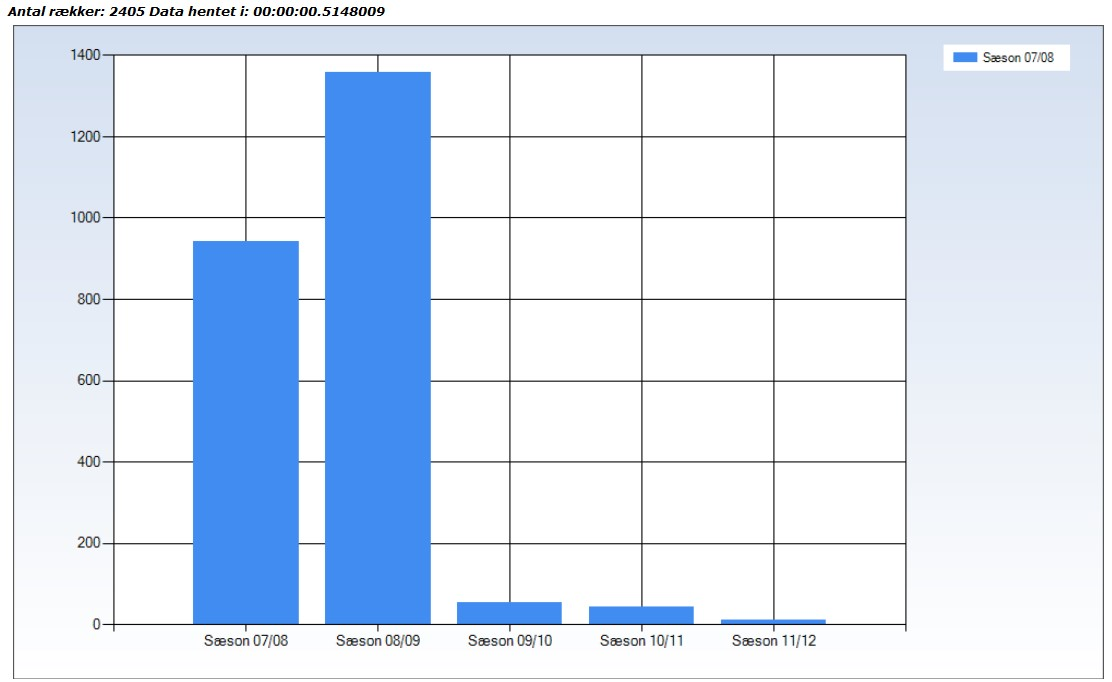 Antal rækker: 2405 Data hentet i: 00:00:00.5148009
Sæson 07/08
1400
1200
1000
800
600
400
200
0
Sæson 07/08 Sæson 08/09 Sæson 09/10 Sæson 10/11 Sæson 11/12